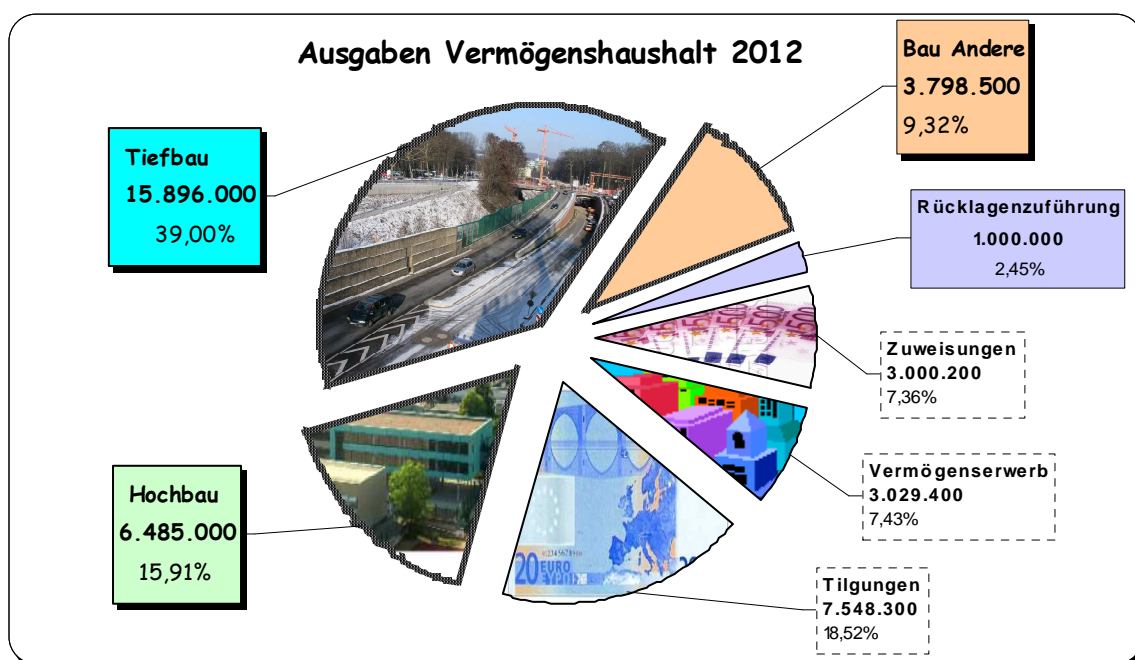 Ausgaben Vermögenshaushalt 2012
Bau Andere
3.798.500
9,32%
Tiefbau
15.896.000
39,00%
Rücklagenzuführung
1.000.000
2,45%
Zuweisungen
3.000.200
7,36%
Vermögenserwerb
3.029.400
7,43%
Hochbau
6.485.000
15,91%
Tilgungen
7.548.300
18,52%
20 EURO